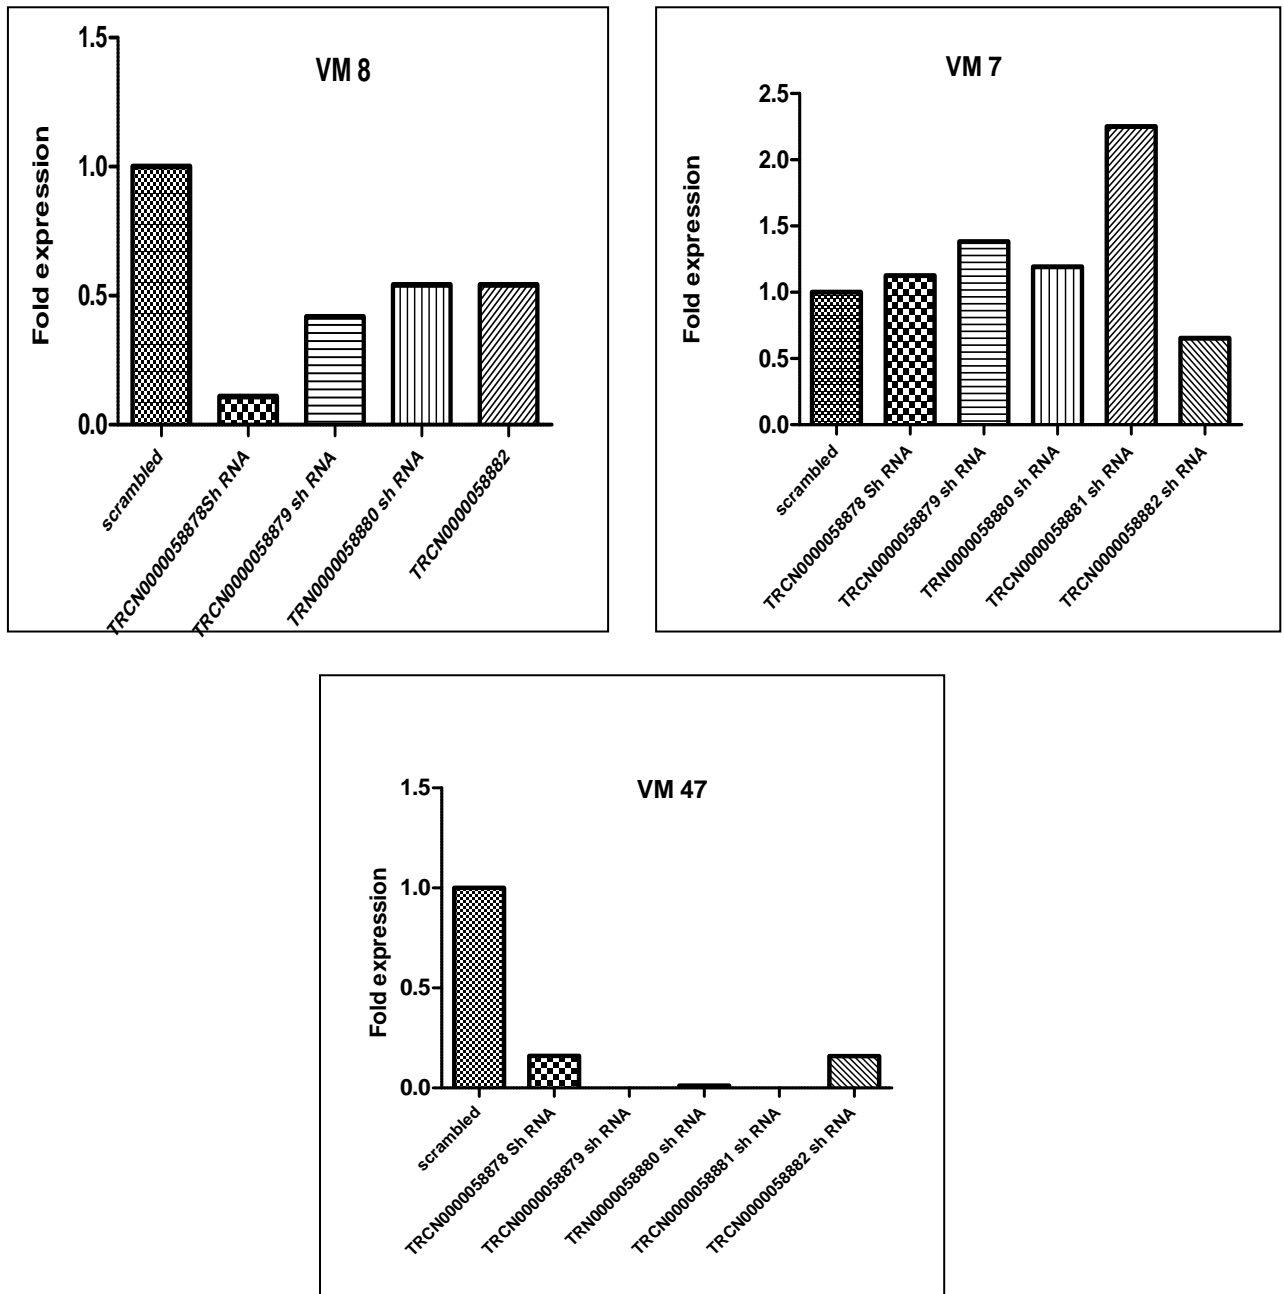 VM 8
Fold expression
1.5
1.0
0.5
0.0
scrambled
TRCN0000058878Sh RNA
TRCN0000058879 sh RNA
TRN0000058880 sh RNA
TRCN0000058882
VM 7
Fold expression
2.5
2.0
1.5
1.0
0.5
0.0
scrambled
TRCN0000058878 Sh RNA
TRCN0000058879 sh RNA
TRN0000058880 sh RNA
TRCN0000058881 sh RNA
TRCN0000058882 sh RNA
VM 47
Fold expression
1.5
1.0
0.5
0.0
scrambled
TRCN0000058878 Sh RNA
TRCN0000058879 sh RNA
TRN0000058880 sh RNA
TRCN0000058881 sh RNA
TRCN0000058882 sh RNA